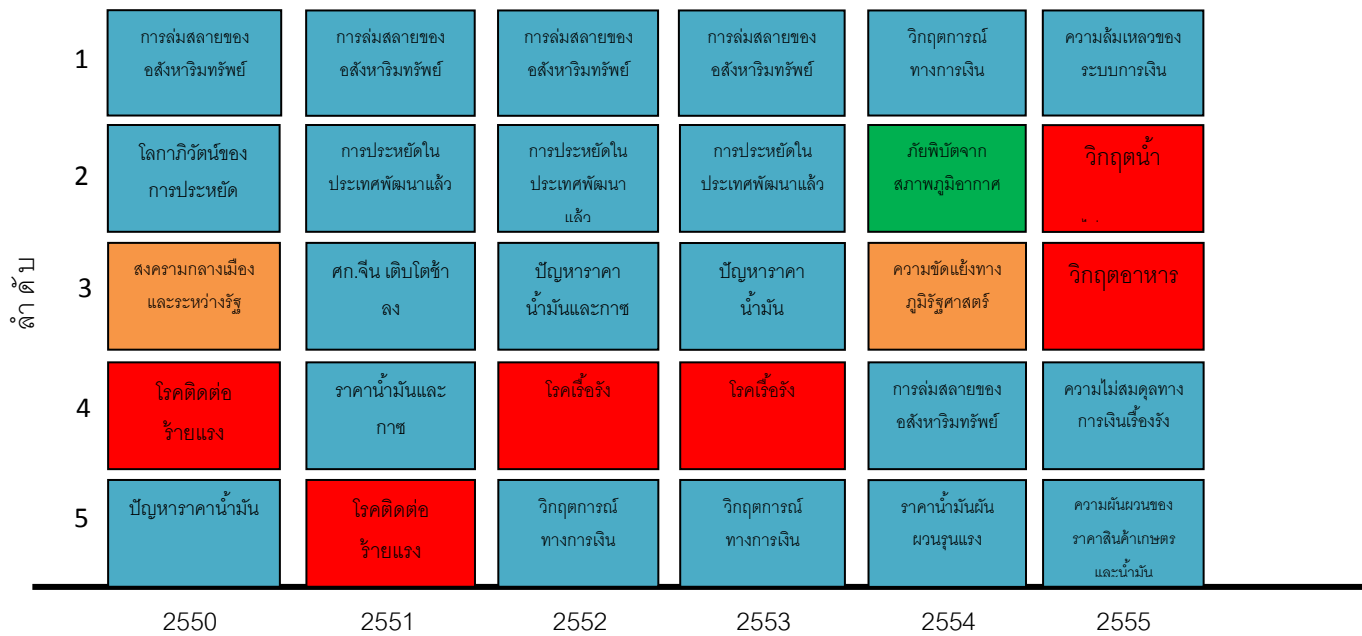 1
การล่มสลายของ
อสังหาริมทรัพย์
การล่มสลายของ
อสังหาริมทรัพย์
การล่มสลายของ
อสังหาริมทรัพย์
การล่มสลายของ
อสังหาริมทรัพย์
วิกฤตการณ์
ทางการเงิน
ความล้มเหลวของ
ระบบการเงิน
2
โลกาภิวัตน์ของ
การประหยัด
การประหยัดใน
ประเทศพัฒนาแล้ว
การประหยัดใน
ประเทศพัฒนา
แล้ว
การประหยัดใน
ประเทศพัฒนาแล้ว
ภัยพิบัตจาก
สภาพภูมิอากาศ
วิกฤตน้ำ
ลำดับ
3
สงครามกลางเมือง
และระหว่างรัฐ
ศก.จีน เติบโตช้า
ลง
ปัญหาราคา
น้ำมันและกาซ
ปัญหาราคา
น้ำมัน
ความขัดแย้งทาง
ภูมิรัฐศาสตร์
วิกฤตอาหาร
4
โรคติดต่อ
ร้ายแรง
ราคาน้ำมันและ
กาซ
โรคเรื้อรัง
โรคเรื้อรัง
การล่มสลายของ
อสังหาริมทรัพย์
ความไม่สมดุลทาง
การเงินเรื้องรัง
5
ปัญหาราคาน้ำมัน
โรคติดต่อ
ร้ายแรง
วิกฤตการณ์
ทางการเงิน
วิกฤตการณ์
ทางการเงิน
ราคาน้ำมันผัน
ผวนรุนแรง
ความผันผวนของ
ราคาสินค้าเกษตร
และน้ำมัน
2550
2551
2552
2553
2554
2555